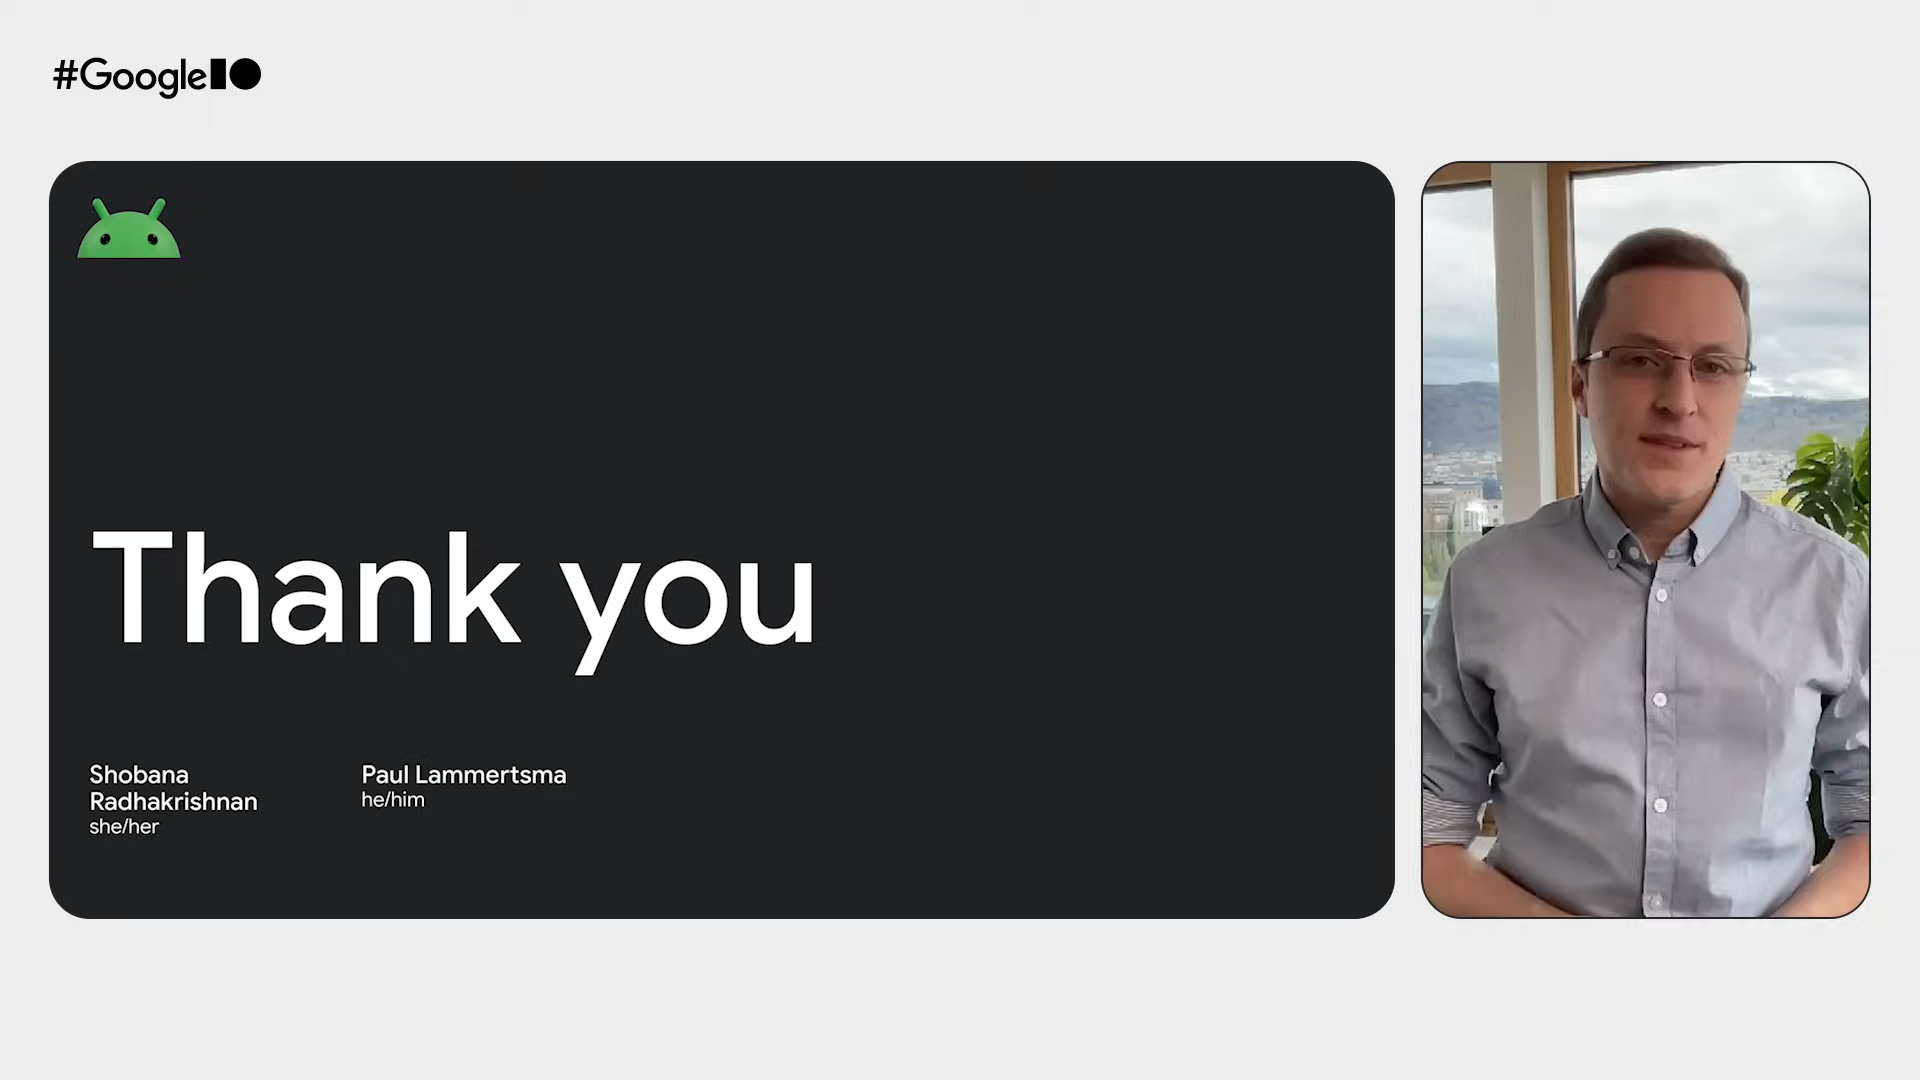 #GoogleIO
Thank you
Shobana
Radhakrishnan
she/her
Paul Lammertsma
he/him